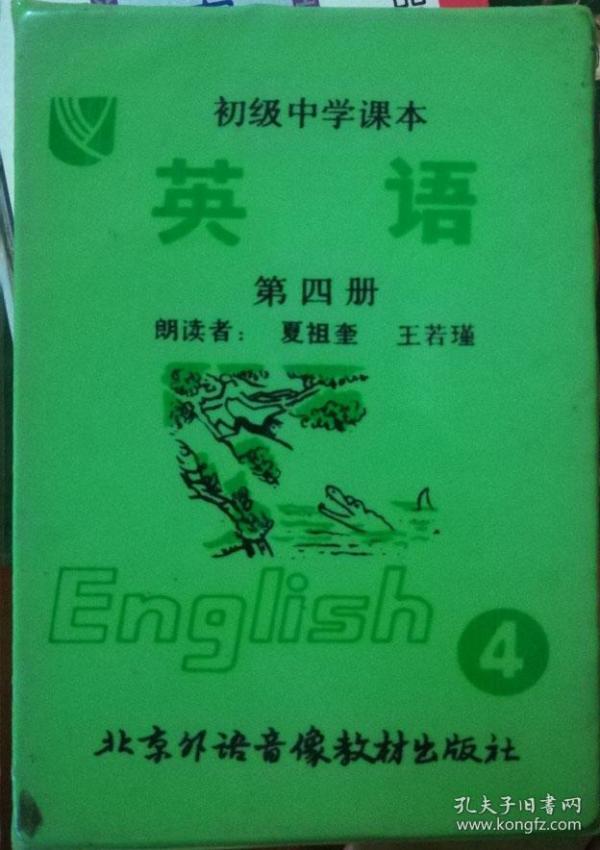 初级中学课本
英语
第四册
朗读者： 夏祖奎 王若瑾
English 4
北京外语音像教材出版社
孔夫子旧书网
www.kongfz.com